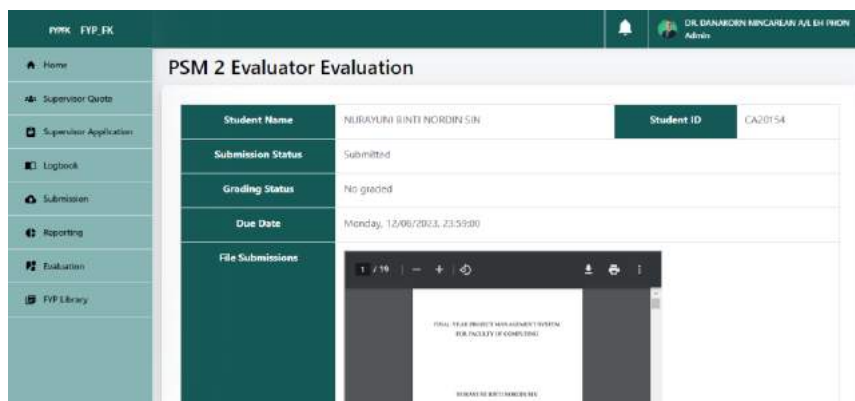 FYP_FK
DR. DANAKORN NINCAREAN A/L EH PHON
Admin
Home
Supervisor Quota
Supervisor Application
Logbook
Submission
Reporting
Evaluation
FYP Library
PSM 2 Evaluator Evaluation
Student Name
NURAYUNI BINTI NORDIN SIN
Student ID
CA20154
Submission Status
Submitted
Grading Status
No graded
Due Date
Monday, 12/06/2023, 23:59:00
File Submissions
1 / 19
FINAL YEAR PROJECT MANAGEMENT SYSTEM
FOR FACULTY OF COMPUTING
NURAYUNI BINTI NORDIN SIN